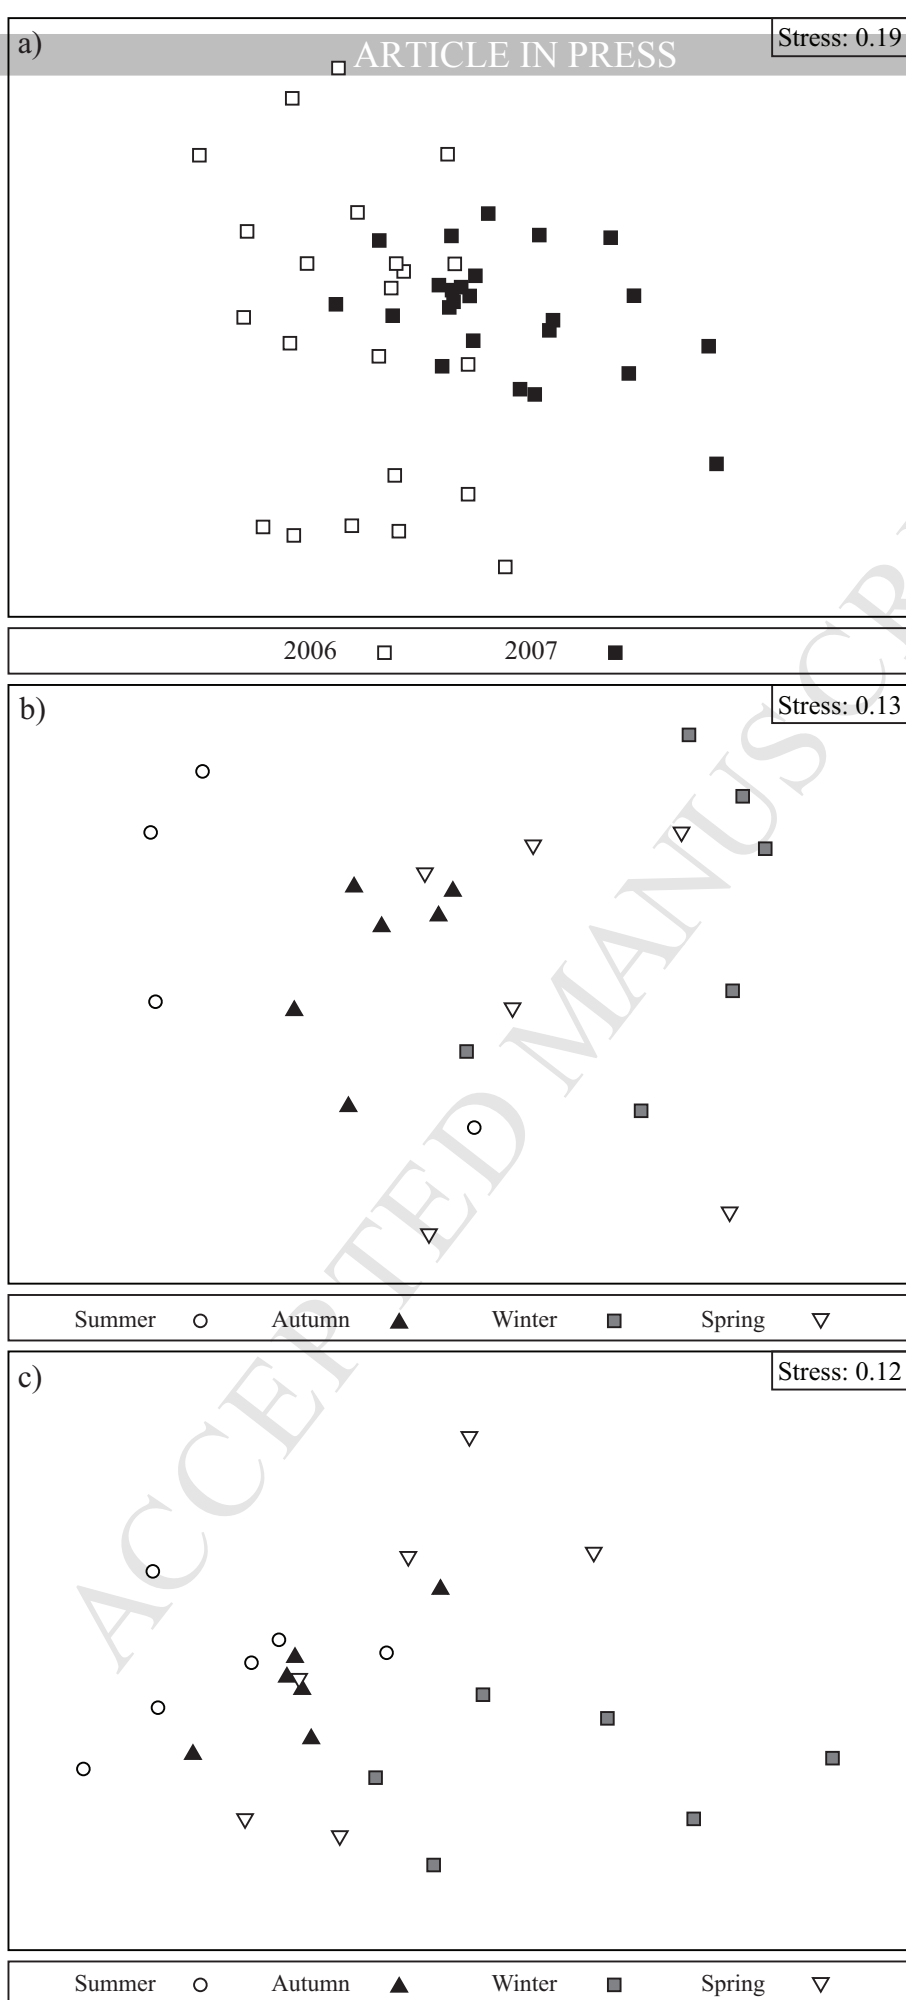 a)
ARTICLE IN PRESS
Stress: 0.19
2006 2007
b)
Stress: 0.13
Summer Autumn Winter Spring
c)
Stress: 0.12
Summer Autumn Winter Spring
ACCEPTED MANUSCRI